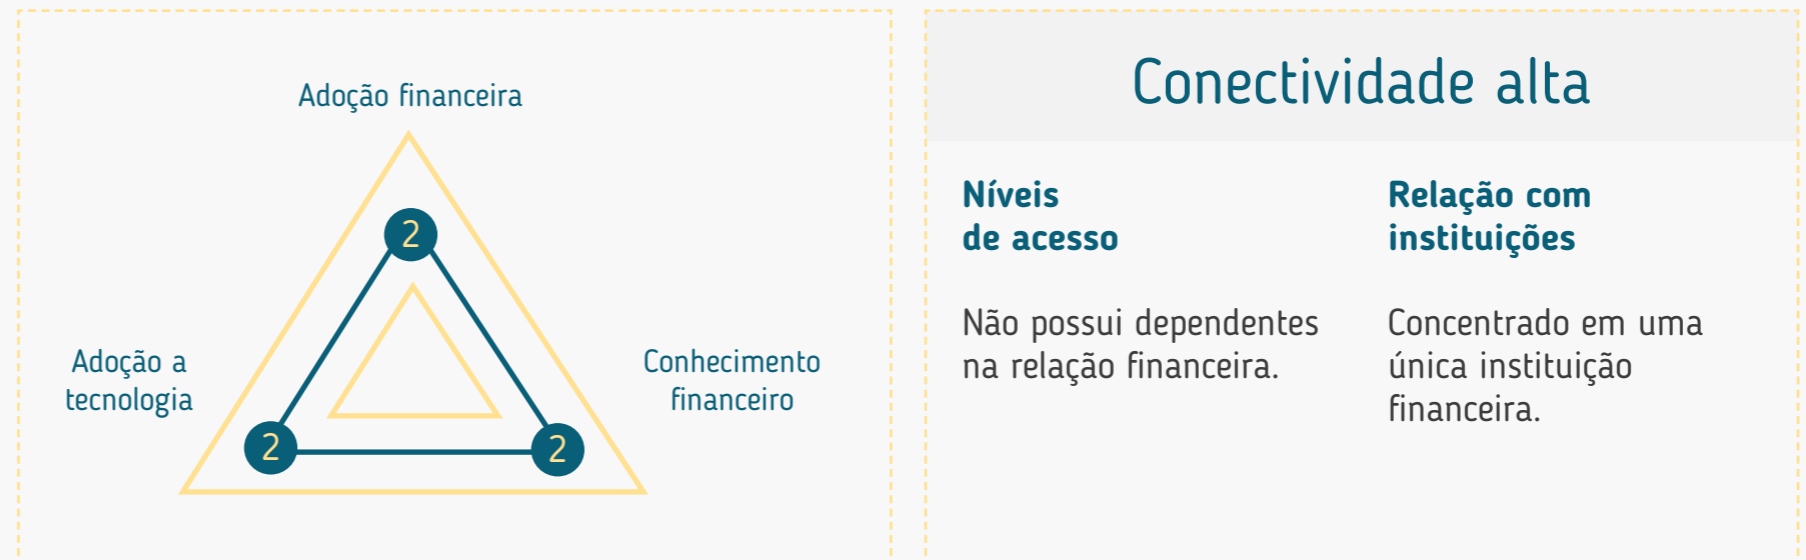 Adoção financeira
2
Adoção a
tecnologia
Conhecimento
financeiro
2
2
Conectividade alta
Níveis
de acesso
Não possui dependentes
na relação financeira.
Relação com
instituições
Concentrado em uma
única instituição
financeira.